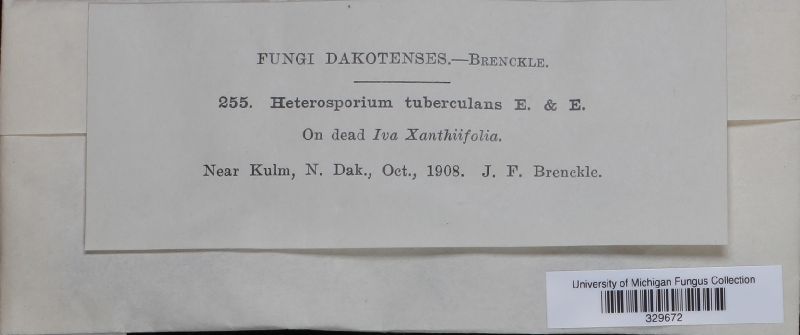 FUNGI DAKOTENSES.—BRENCKLE.
255. Heterosporium tuberculans E. & E.
On dead Iva Xanthiifolia.
Near Kulm, N. Dak., Oct., 1908. J. F. Brenckle.
University of Michigan Fungus Collection
329672